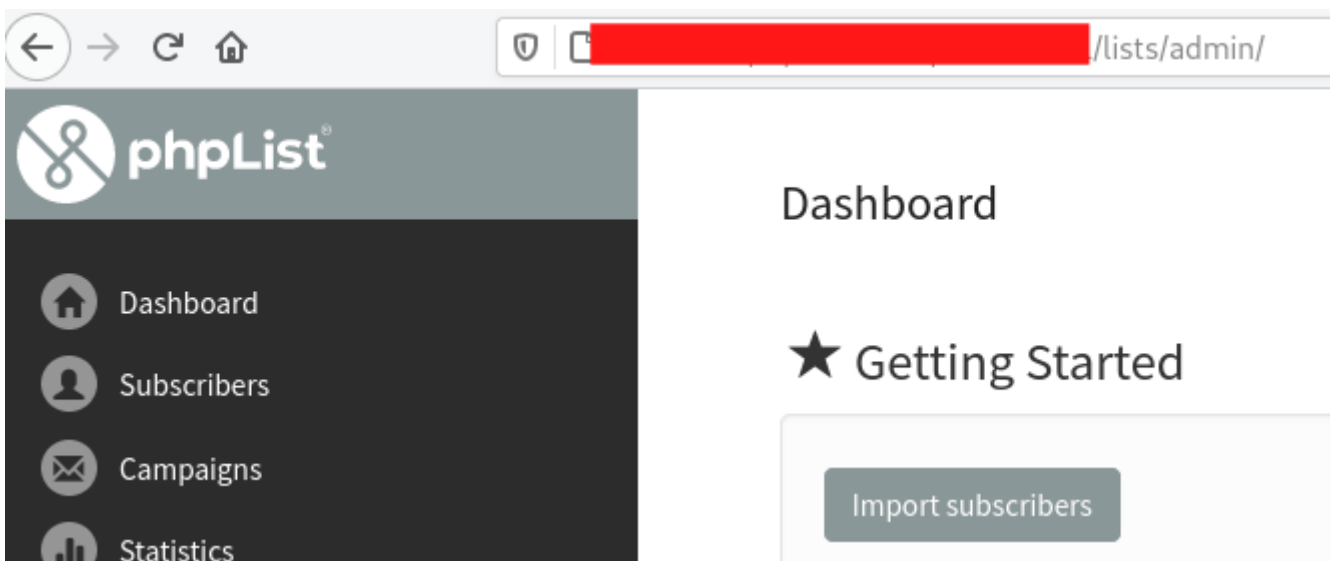 /lists/admin/
phpList®
Dashboard
Subscribers
Campaigns
Statistics
Dashboard
Getting Started
Import subscribers